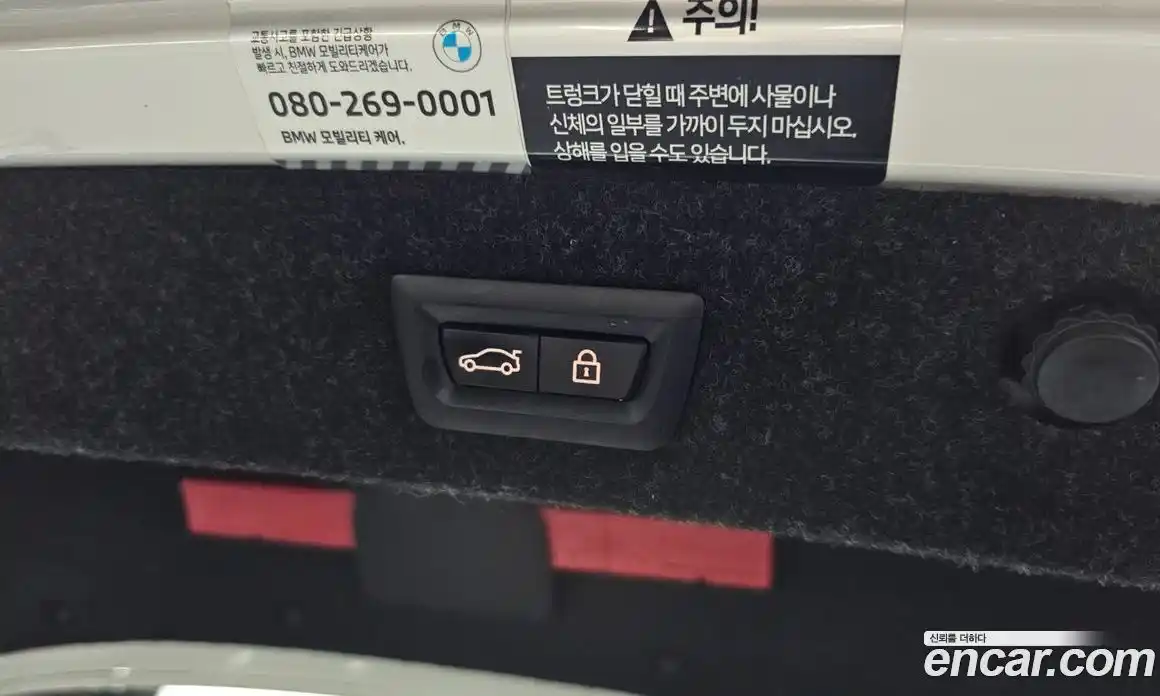 교통사고를 포함한 긴급상황
발생 시, BMW 모빌리티케어가
빠르고 친절하게 도와드리겠습니다.
BMW
080-269-0001
BMW 모빌리티 케어.
주의!
트렁크가 닫힐 때 주변에 사물이나
신체의 일부를 가까이 두지 마십시오.
상해를 입을 수도 있습니다.
신뢰를 더하다
encar.com